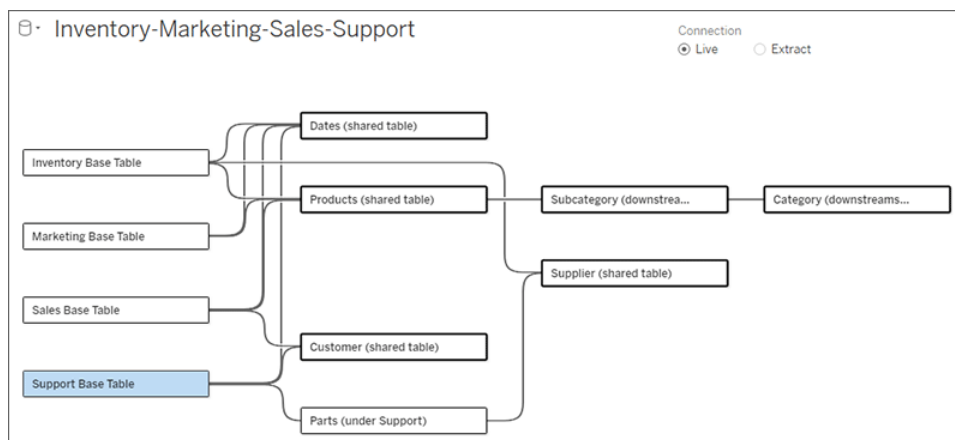 Inventory-Marketing-Sales-Support
Connection
Live
Extract
Dates (shared table)
Inventory Base Table
Products (shared table)
Subcategory (downstrea...
Category (downstreams...
Marketing Base Table
Supplier (shared table)
Sales Base Table
Customer (shared table)
Support Base Table
Parts (under Support)